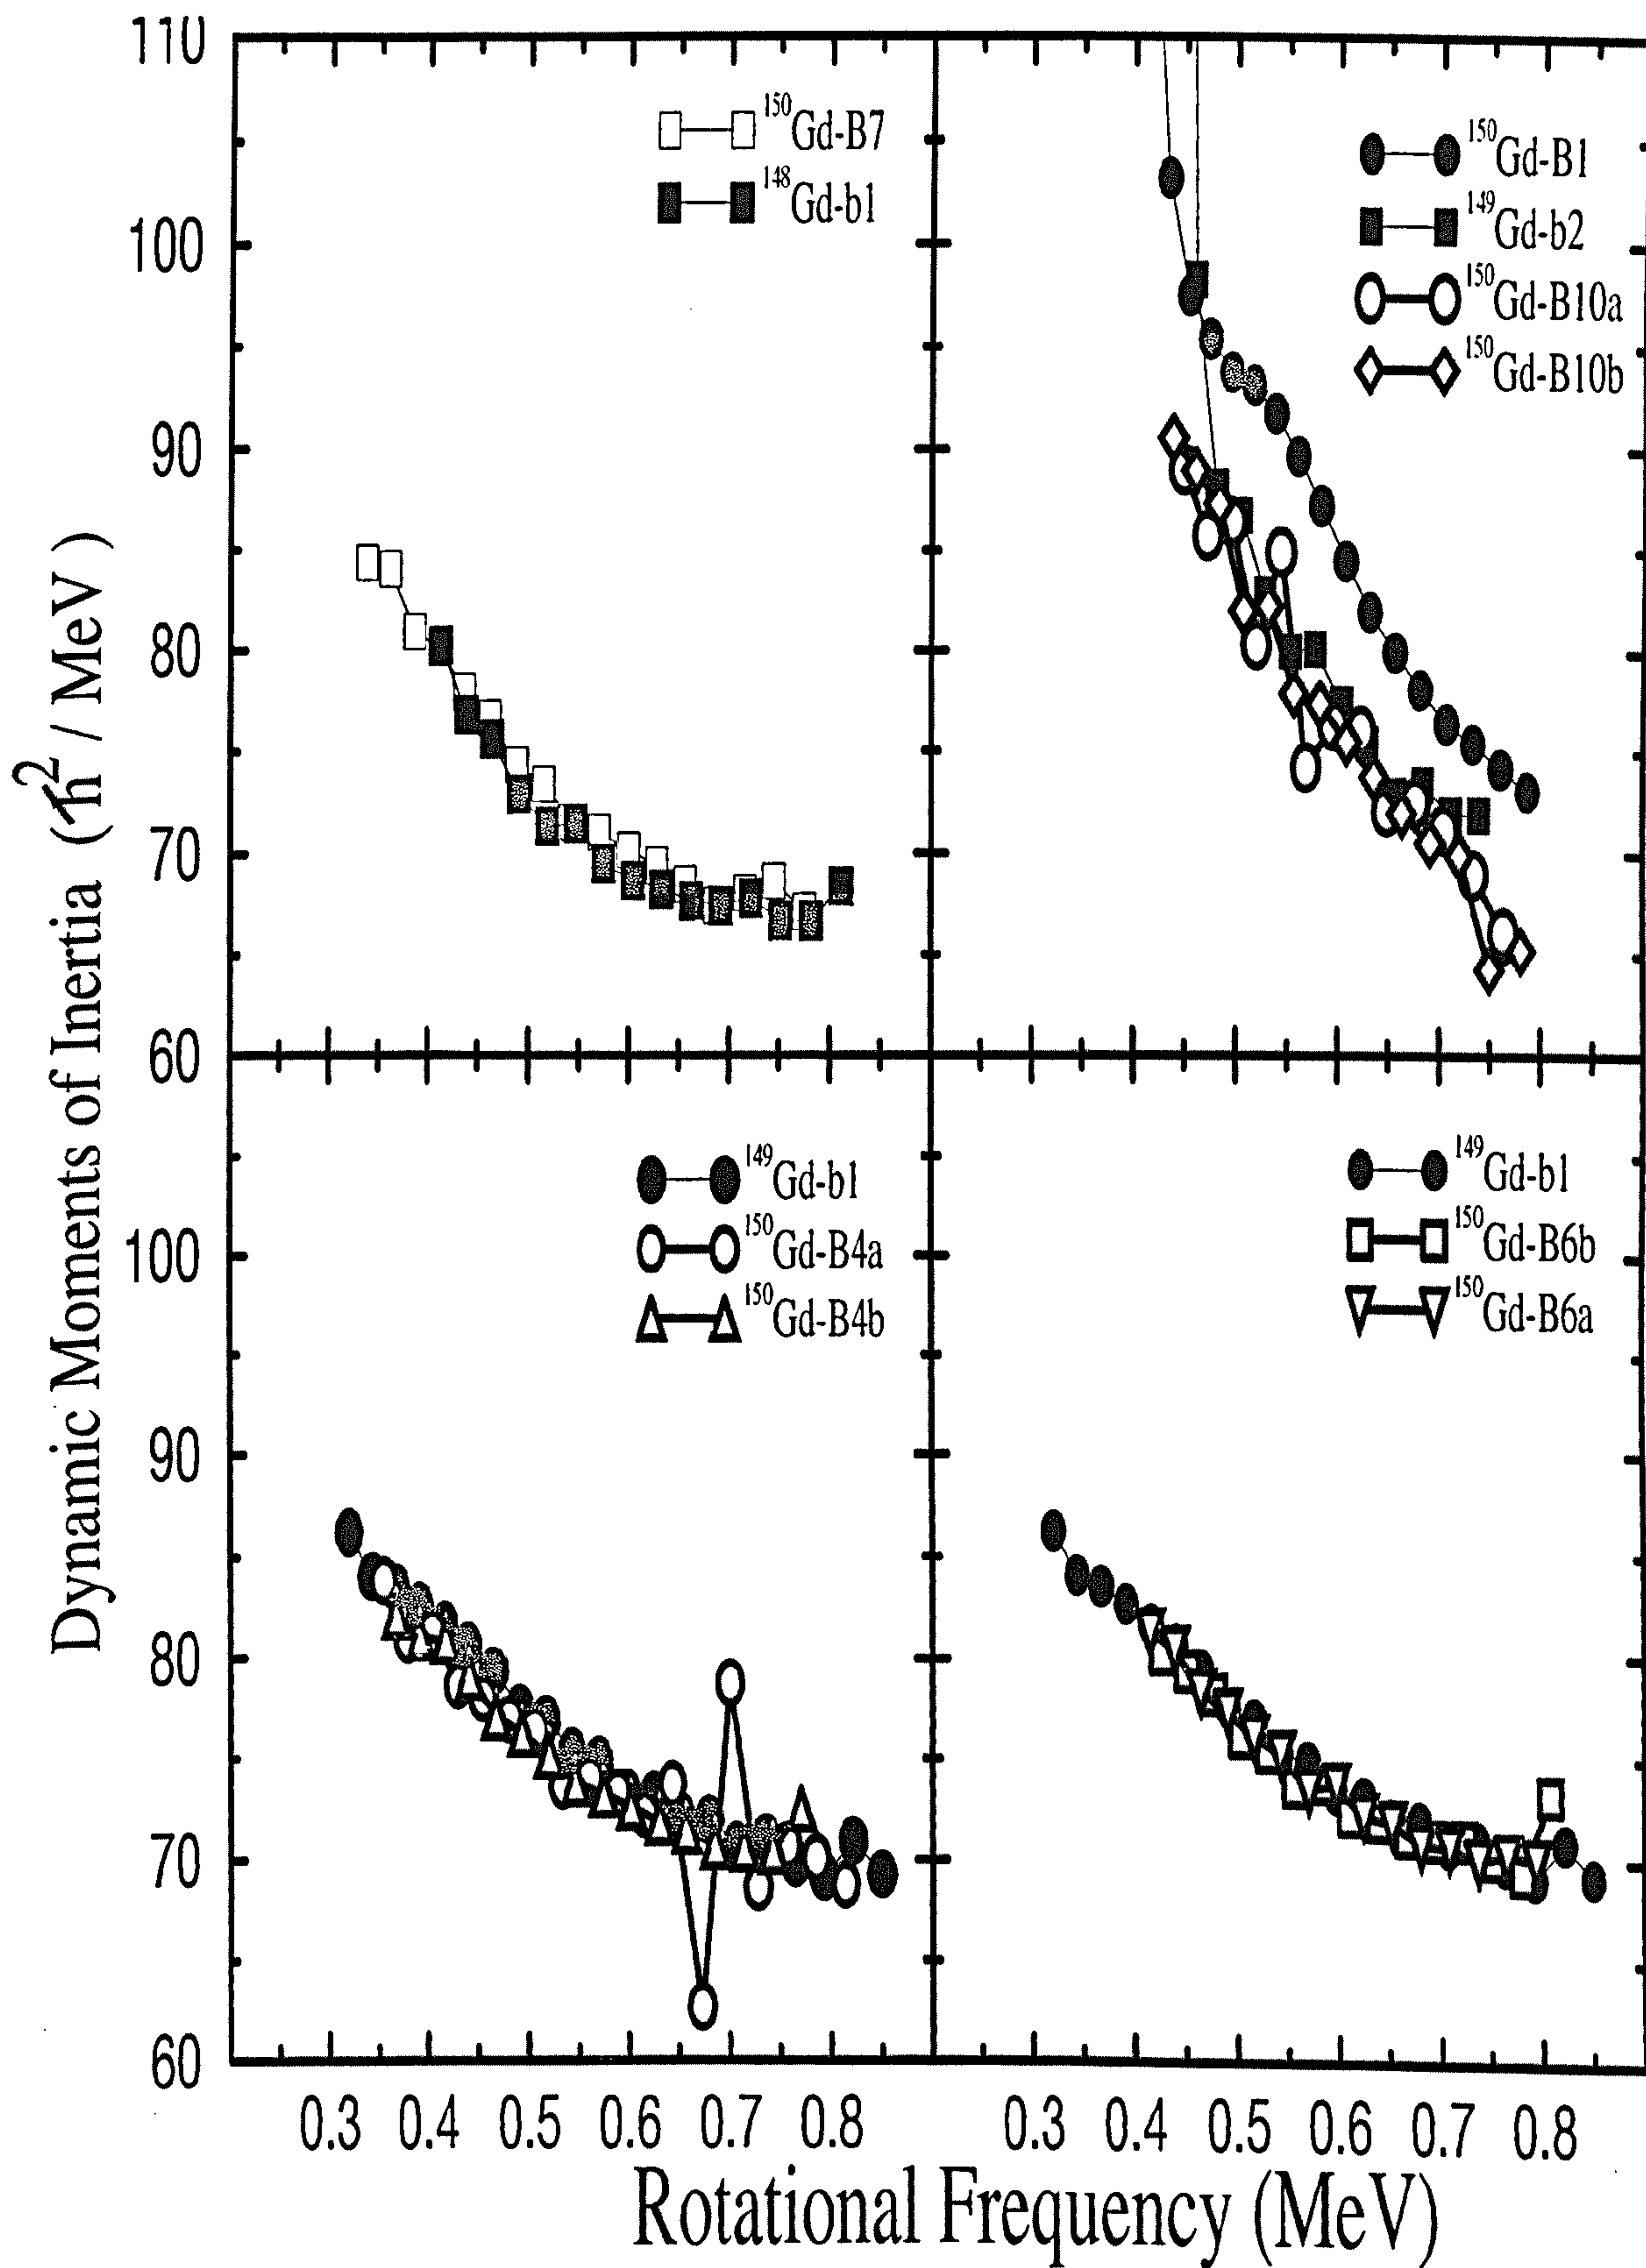 110
100
90
80
70
60
100
90
80
70
60
Dynamic Moments of Inertia (ħ² / MeV)
¹⁵⁰Gd-B7
¹⁴⁸Gd-b1
¹⁵⁰Gd-B1
¹⁴⁹Gd-b2
¹⁵⁰Gd-B10a
¹⁵⁰Gd-B10b
¹⁴⁹Gd-b1
¹⁵⁰Gd-B4a
¹⁵⁰Gd-B4b
¹⁴⁹Gd-b1
¹⁵⁰Gd-B6b
¹⁵⁰Gd-B6a
0.3 0.4 0.5 0.6 0.7 0.8 0.3 0.4 0.5 0.6 0.7 0.8
Rotational Frequency (MeV)